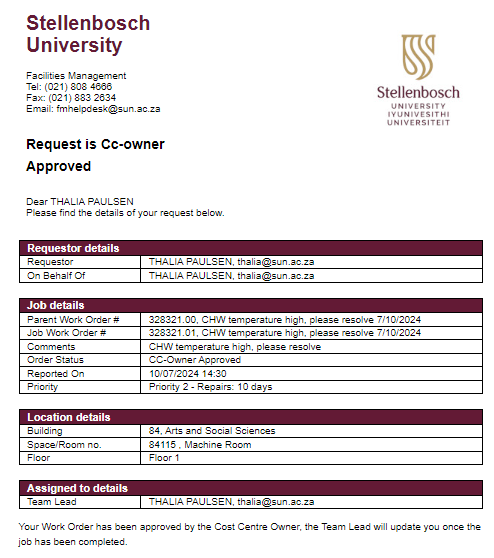 Stellenbosch
University
Facilities Management
Tel: (021) 808 4666
Fax: (021) 883 2634
Email: fmhelpdesk@sun.ac.za
Stellenbosch
UNIVERSITY
IYUNIVESITHI
UNIVERSITEIT
Request is Cc-owner
Approved
Dear THALIA PAULSEN
Please find the details of your request below.
Requestor details
Requestor THALIA PAULSEN, thalia@sun.ac.za
On Behalf Of THALIA PAULSEN, thalia@sun.ac.za
Job details
Parent Work Order # 328321.00, CHW temperature high, please resolve 7/10/2024
Job Work Order # 328321.01, CHW temperature high, please resolve 7/10/2024
Comments CHW temperature high, please resolve
Order Status CC-Owner Approved
Reported On 10/07/2024 14:30
Priority Priority 2 - Repairs: 10 days
Location details
Building 84, Arts and Social Sciences
Space/Room no. 84115 , Machine Room
Floor Floor 1
Assigned to details
Team Lead THALIA PAULSEN, thalia@sun.ac.za
Your Work Order has been approved by the Cost Centre Owner, the Team Lead will update you once the
job has been completed.